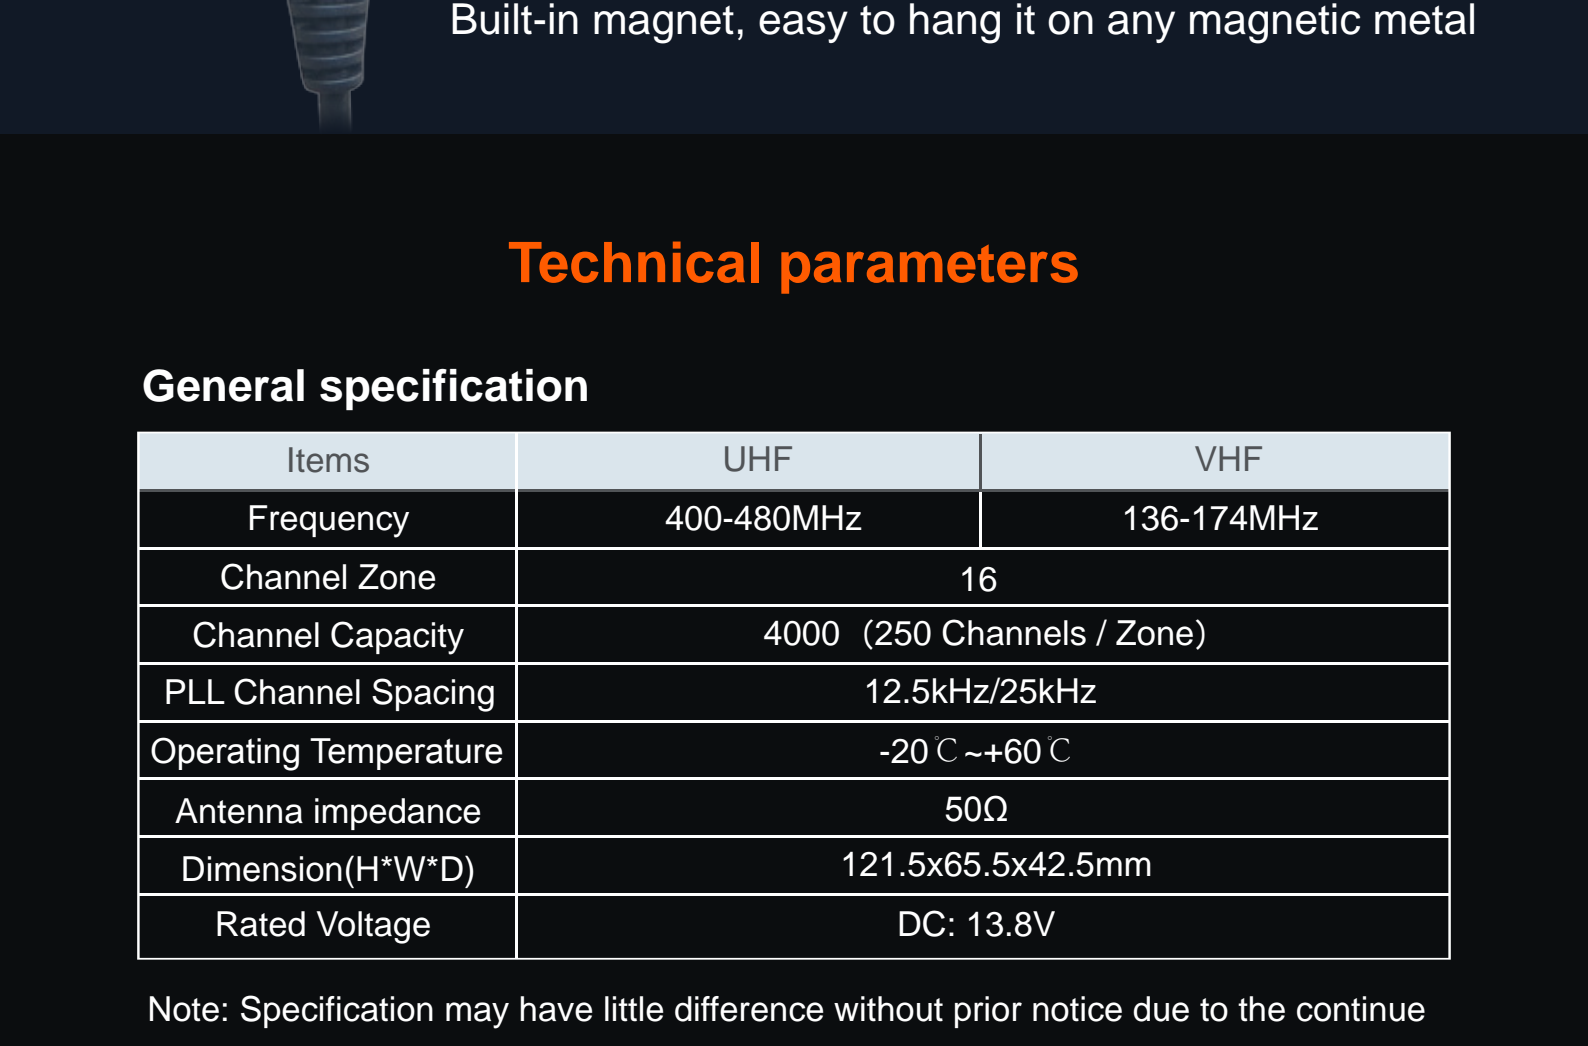 Built-in magnet, easy to hang it on any magnetic metal
Technical parameters
General specification
Items UHF VHF
Frequency 400-480MHz 136-174MHz
Channel Zone 16
Channel Capacity 4000（250 Channels / Zone）
PLL Channel Spacing 12.5kHz/25kHz
Operating Temperature -20℃~+60℃
Antenna impedance 50Ω
Dimension(H*W*D) 121.5x65.5x42.5mm
Rated Voltage DC: 13.8V
Note: Specification may have little difference without prior notice due to the continue